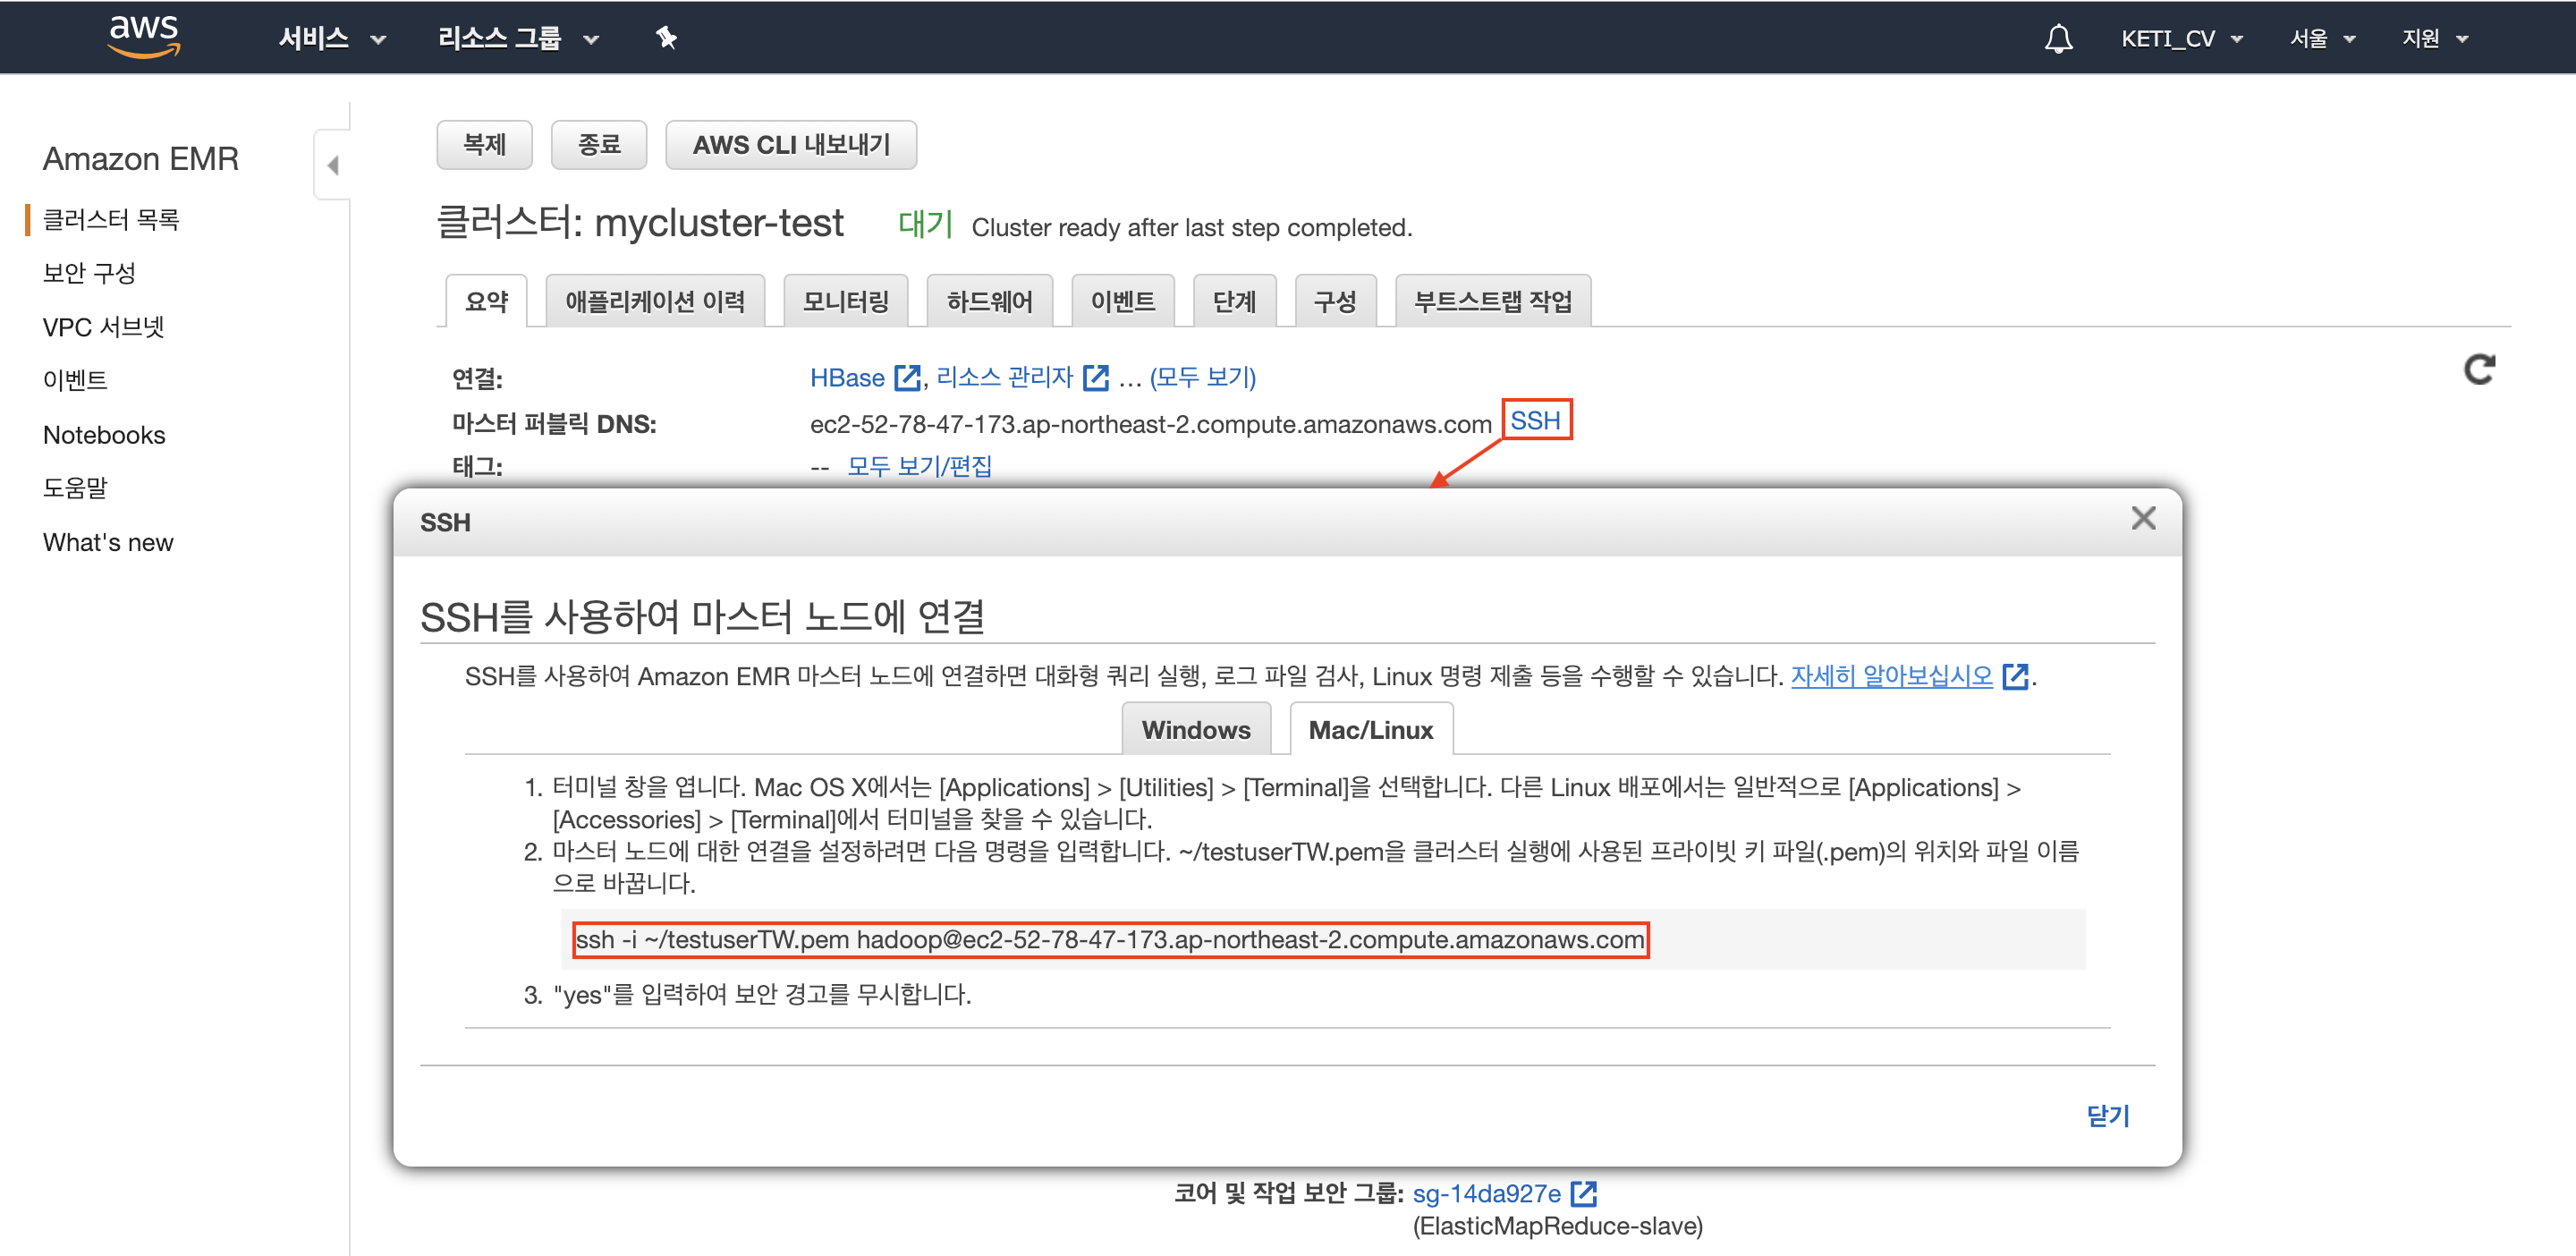 aws 서비스 리소스 그룹 KETI_CV 서울 지원
Amazon EMR
클러스터 목록
보안 구성
VPC 서브넷
이벤트
Notebooks
도움말
What's new
복제 종료 AWS CLI 내보내기
클러스터: mycluster-test 대기 Cluster ready after last step completed.
요약 애플리케이션 이력 모니터링 하드웨어 이벤트 단계 구성 부트스트랩 작업
연결: HBase , 리소스 관리자 ... (모두 보기)
마스터 퍼블릭 DNS: ec2-52-78-47-173.ap-northeast-2.compute.amazonaws.com SSH
태그: -- 모두 보기/편집
SSH
SSH를 사용하여 마스터 노드에 연결
SSH를 사용하여 Amazon EMR 마스터 노드에 연결하면 대화형 쿼리 실행, 로그 파일 검사, Linux 명령 제출 등을 수행할 수 있습니다. 자세히 알아보십시오 .
Windows Mac/Linux
1. 터미널 창을 엽니다. Mac OS X에서는 [Applications] > [Utilities] > [Terminal]을 선택합니다. 다른 Linux 배포에서는 일반적으로 [Applications] >
[Accessories] > [Terminal]에서 터미널을 찾을 수 있습니다.
2. 마스터 노드에 대한 연결을 설정하려면 다음 명령을 입력합니다. ~/testuserTW.pem을 클러스터 실행에 사용된 프라이빗 키 파일(.pem)의 위치와 파일 이름
으로 바꿉니다.
ssh -i ~/testuserTW.pem hadoop@ec2-52-78-47-173.ap-northeast-2.compute.amazonaws.com
3. "yes"를 입력하여 보안 경고를 무시합니다.
닫기
코어 및 작업 보안 그룹: sg-14da927e
(ElasticMapReduce-slave)